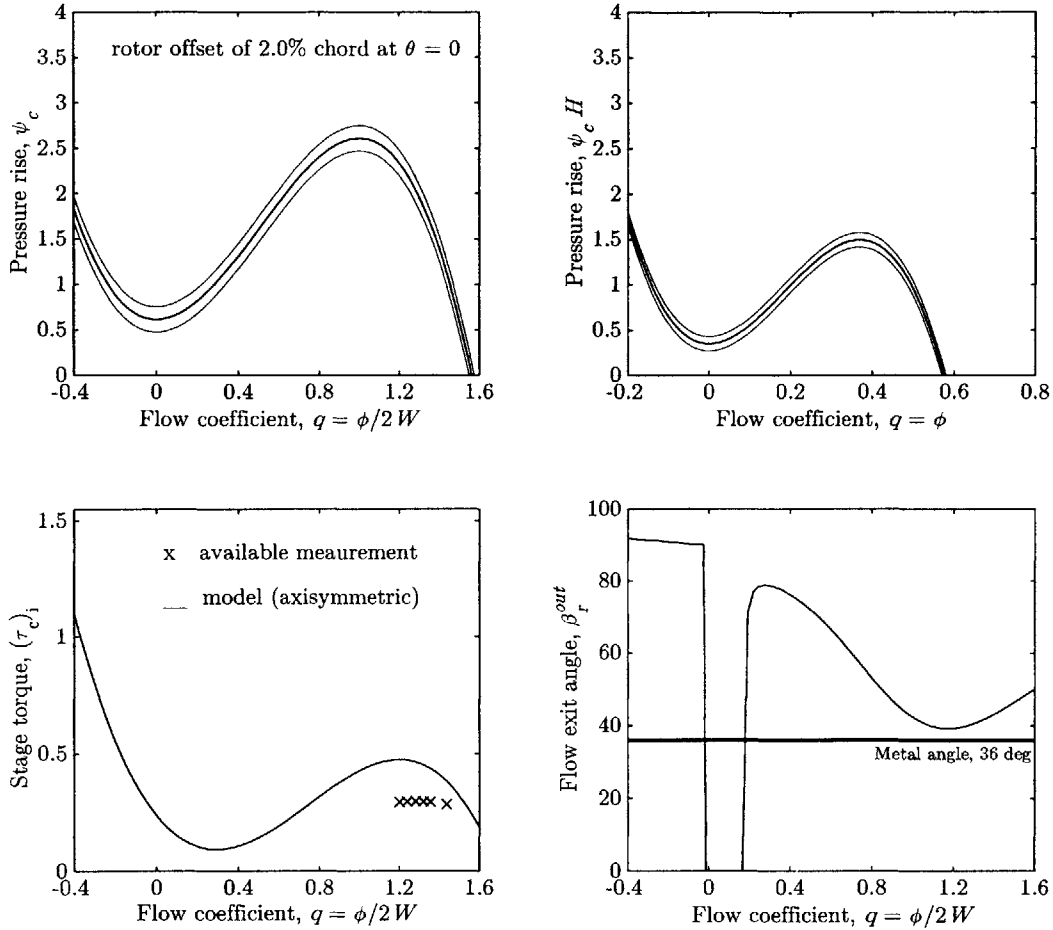 rotor offset of 2.0% chord at θ = 0
Pressure rise, ψ_c
4
3.5
3
2.5
2
1.5
1
0.5
0
-0.4 0 0.4 0.8 1.2 1.6
Flow coefficient, q = ϕ/2 W
Pressure rise, ψ_c H
4
3.5
3
2.5
2
1.5
1
0.5
0
-0.2 0 0.2 0.4 0.6 0.8
Flow coefficient, q = ϕ
Stage torque, (τ_c)_i
1.5
1
0.5
0
x available meaurement
__ model (axisymmetric)
-0.4 0 0.4 0.8 1.2 1.6
Flow coefficient, q = ϕ/2 W
Flow exit angle, β_r^out
100
80
60
40
20
0
Metal angle, 36 deg
-0.4 0 0.4 0.8 1.2 1.6
Flow coefficient, q = ϕ/2 W